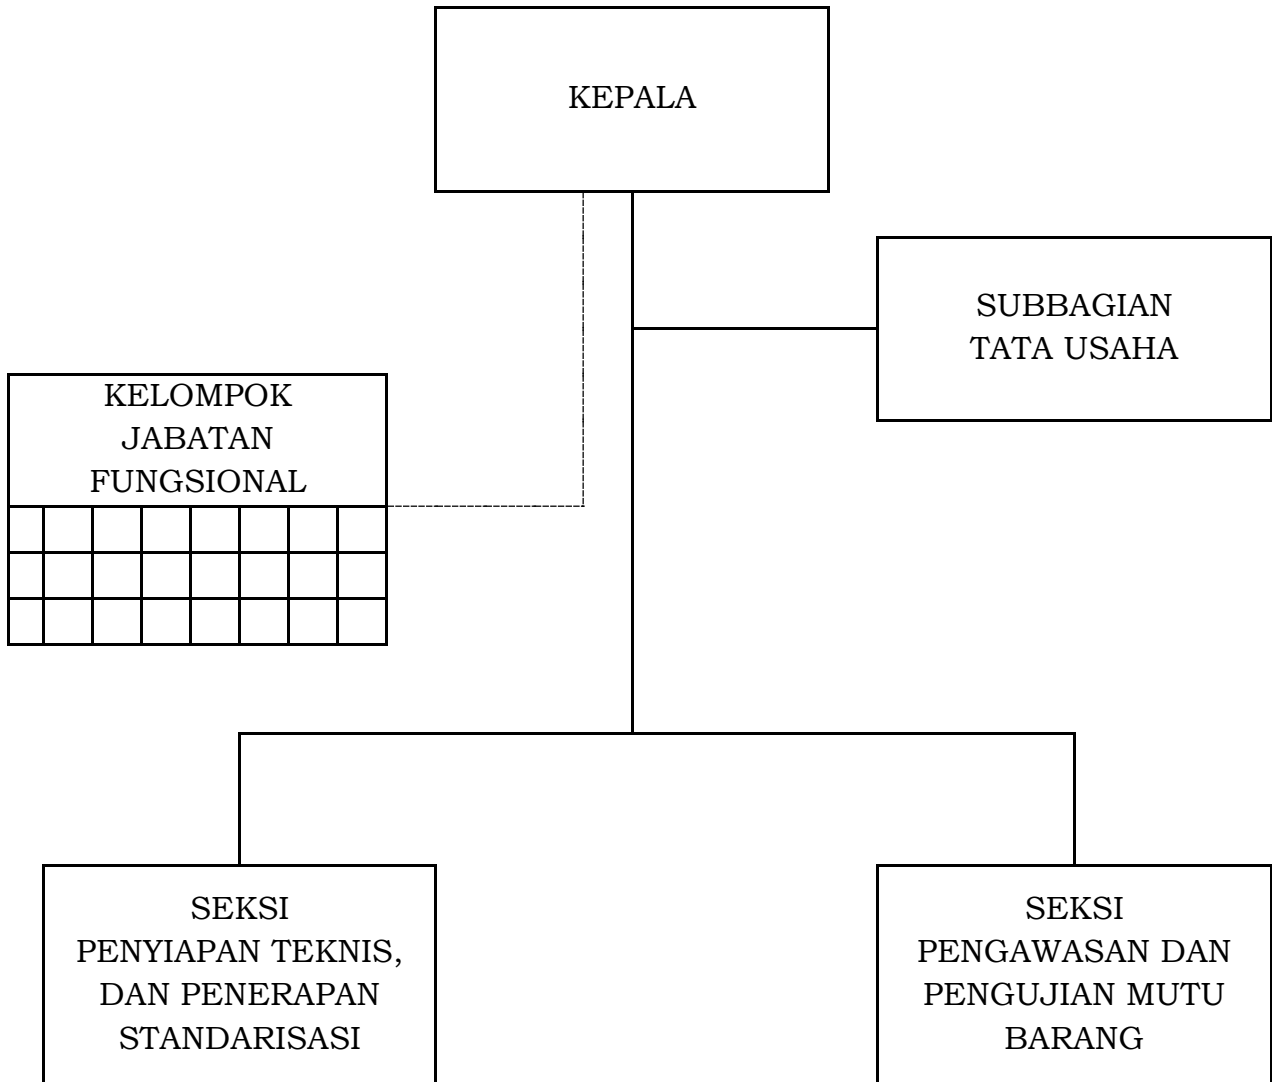 KEPALA
SUBBAGIAN
TATA USAHA
KELOMPOK
JABATAN
FUNGSIONAL
SEKSI
PENYIAPAN TEKNIS,
DAN PENERAPAN
STANDARISASI
SEKSI
PENGAWASAN DAN
PENGUJIAN MUTU
BARANG